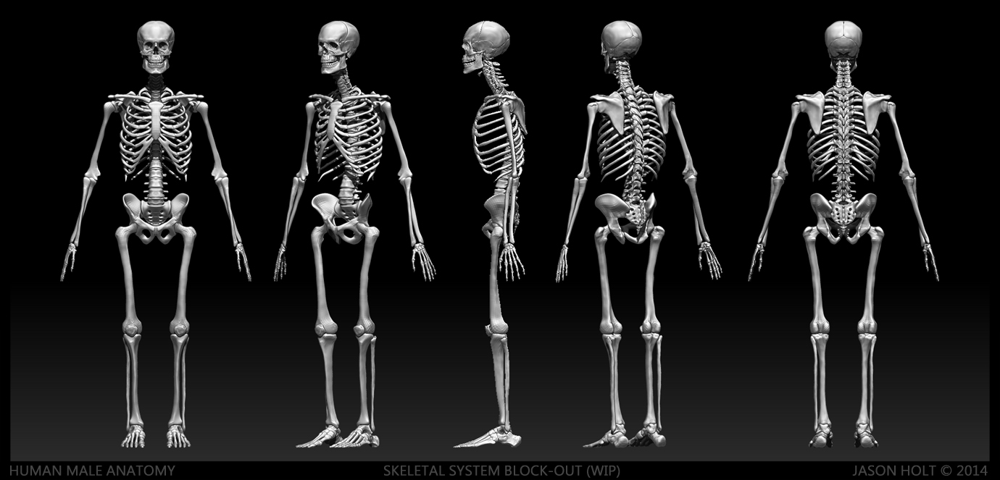 HUMAN MALE ANATOMY
SKELETAL SYSTEM BLOCK-OUT (WIP)
JASON HOLT © 2014